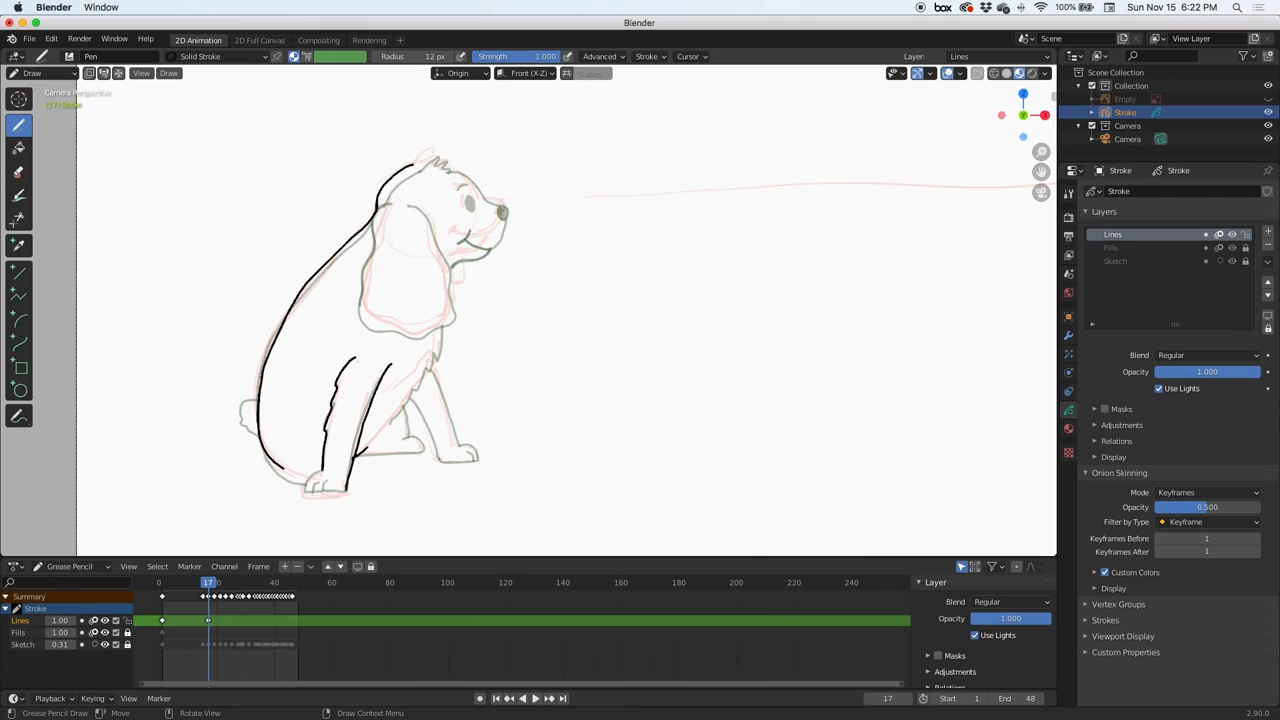 Blender Window box 100% Sun Nov 15 6:22 PM
Blender
File Edit Render Window Help 2D Animation 2D Full Canvas Compositing Rendering + Scene View Layer
Pen Solid Stroke Radius 12 px Strength 1.000 Advanced Stroke Cursor Layer: Lines
Draw View Draw Origin Front (X-Z) Guides
Camera Perspective
(17) Stroke
Z
Y
X
Scene Collection
Collection
Empty
Stroke
Camera
Camera
Stroke Stroke
Stroke
Layers
Lines
Fills
Sketch
Blend Regular
Opacity 1.000
Use Lights
Masks
Adjustments
Relations
Display
Onion Skinning
Mode Keyframes
Opacity 0.500
Filter by Type Keyframe
Keyframes Before 1
Keyframes After 1
Custom Colors
Display
Vertex Groups
Strokes
Viewport Display
Custom Properties
Grease Pencil View Select Marker Channel Frame
0 17 20 40 60 80 100 120 140 160 180 200 220 240
Summary
Stroke
Lines 1.00
Fills 1.00
Sketch 0.31
Layer
Blend Regular
Opacity 1.000
Use Lights
Masks
Adjustments
Relations
Playback Keying View Marker 17 Start 1 End 48
Grease Pencil Draw Move Rotate View Draw Context Menu 2.90.0